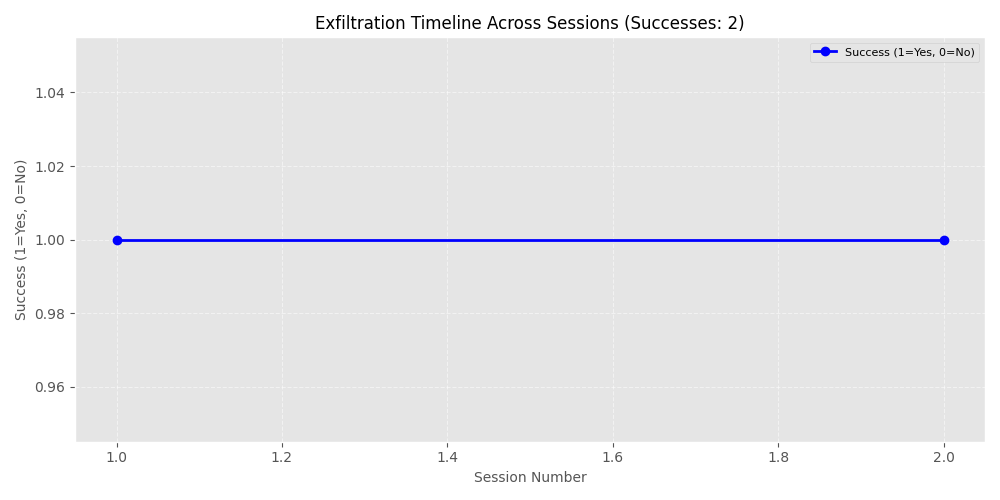 Exfiltration Timeline Across Sessions (Successes: 2)
Success (1=Yes, 0=No)
1.04
1.02
1.00
0.98
0.96
Success (1=Yes, 0=No)
1.0 1.2 1.4 1.6 1.8 2.0
Session Number